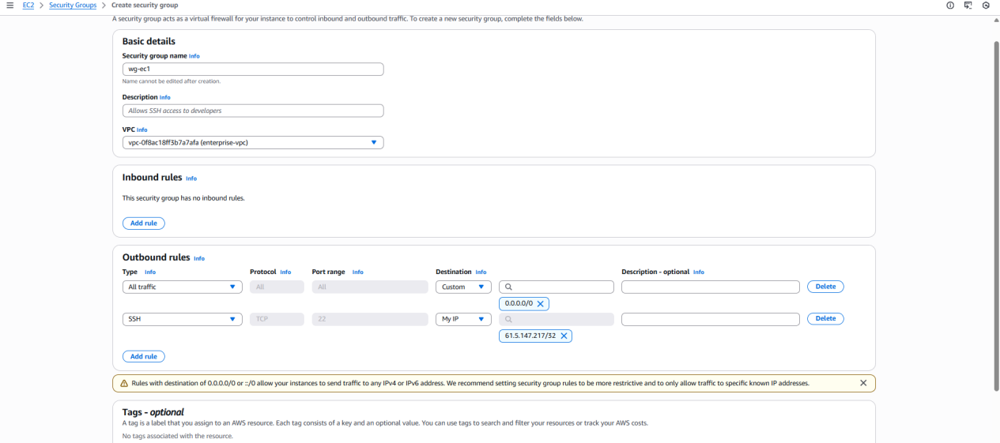 EC2 > Security Groups > Create security group
A security group acts as a virtual firewall for your instance to control inbound and outbound traffic. To create a new security group, complete the fields below.
Basic details
Security group name Info
wg-ec1
Name cannot be edited after creation.
Description Info
Allows SSH access to developers
VPC Info
vpc-0f8ac18ff3b7a7afa (enterprise-vpc)
Inbound rules Info
This security group has no inbound rules.
Add rule
Outbound rules Info
Type Info Protocol Info Port range Info Destination Info Description - optional Info
All traffic All All Custom Delete
0.0.0.0/0
SSH TCP 22 My IP Delete
61.5.147.217/32
Add rule
Rules with destination of 0.0.0.0/0 or ::/0 allow your instances to send traffic to any IPv4 or IPv6 address. We recommend setting security group rules to be more restrictive and to only allow traffic to specific known IP addresses.
Tags - optional
A tag is a label that you assign to an AWS resource. Each tag consists of a key and an optional value. You can use tags to search and filter your resources or track your AWS costs.
No tags associated with the resource.